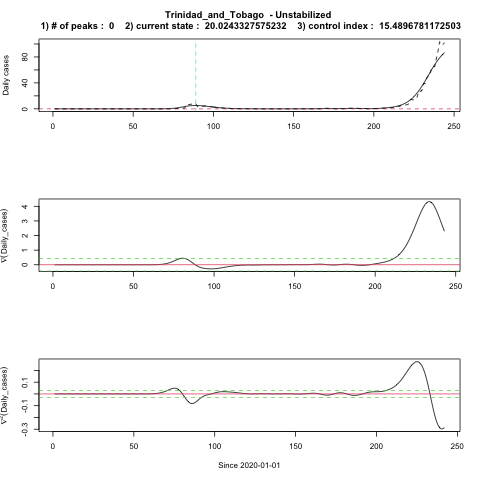 Trinidad_and_Tobago - Unstabilized
1) # of peaks : 0 2) current state : 20.0243327575232 3) control index : 15.4896781172503
Daily cases
80
40
0
0 50 100 150 200 250
∇(Daily_cases)
4
3
2
1
0
0 50 100 150 200 250
∇²(Daily_cases)
0.1
-0.1
-0.3
0 50 100 150 200 250
Since 2020-01-01